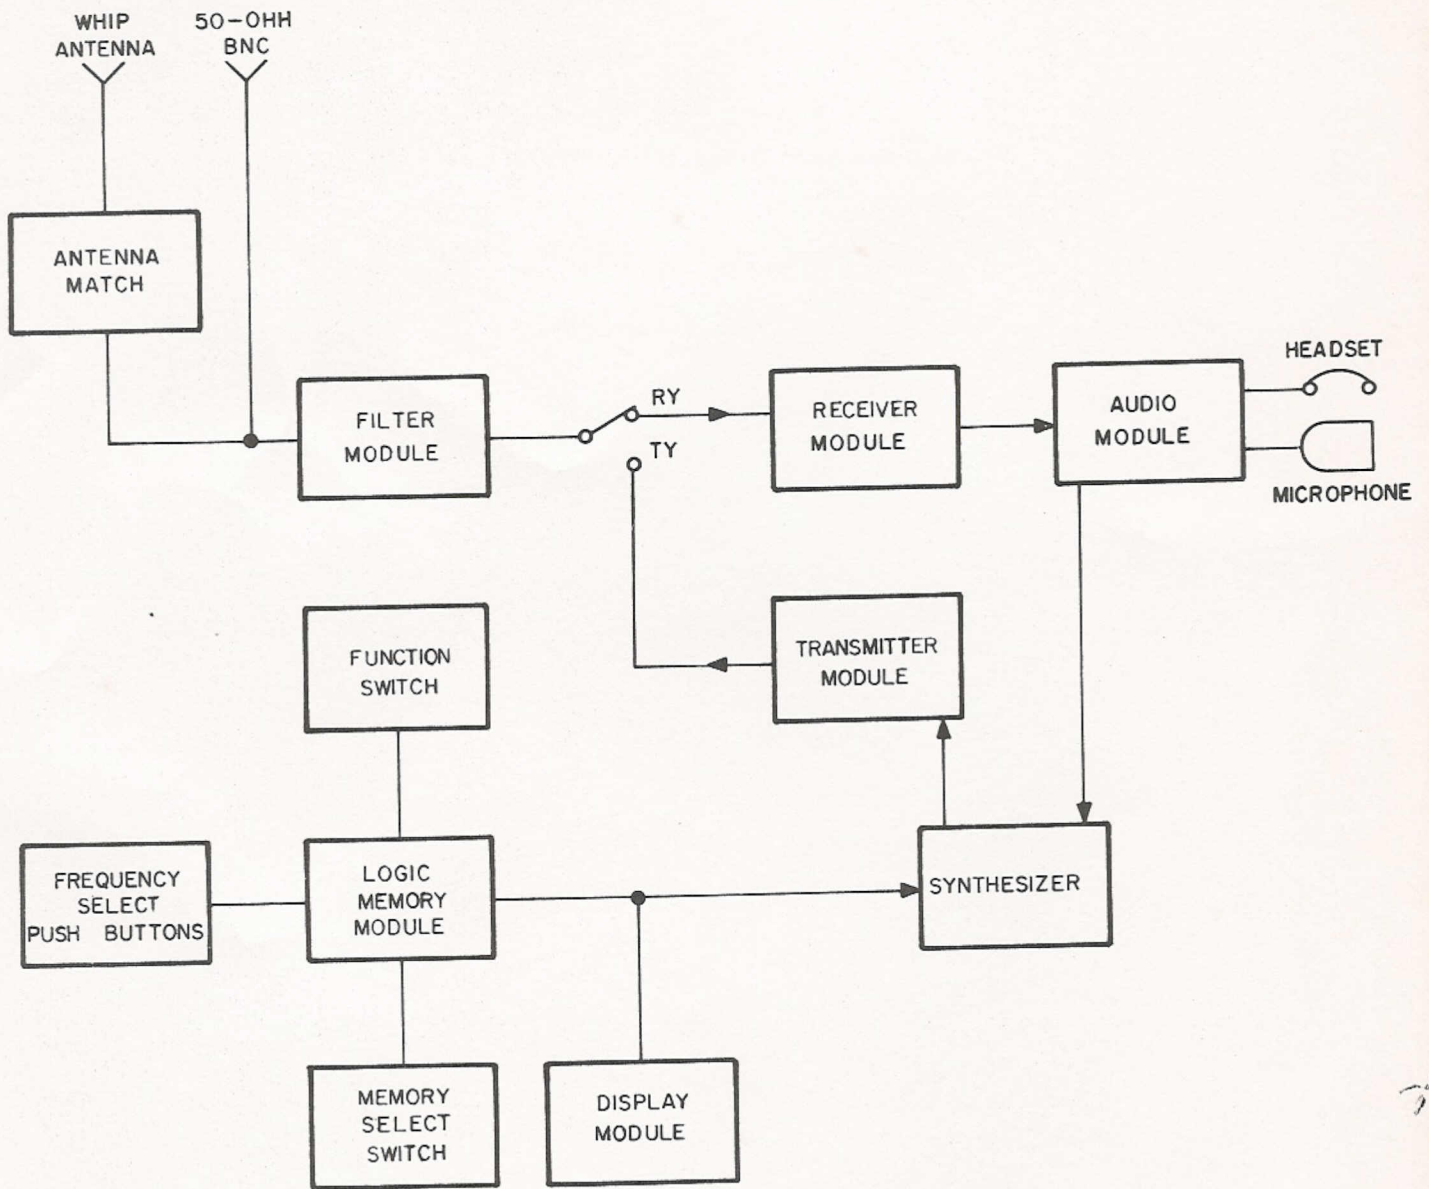 WHIP
ANTENNA
50-OHH
BNC
ANTENNA
MATCH
FILTER
MODULE
RY
TY
RECEIVER
MODULE
AUDIO
MODULE
HEADSET
MICROPHONE
FUNCTION
SWITCH
TRANSMITTER
MODULE
FREQUENCY
SELECT
PUSH BUTTONS
LOGIC
MEMORY
MODULE
SYNTHESIZER
MEMORY
SELECT
SWITCH
DISPLAY
MODULE